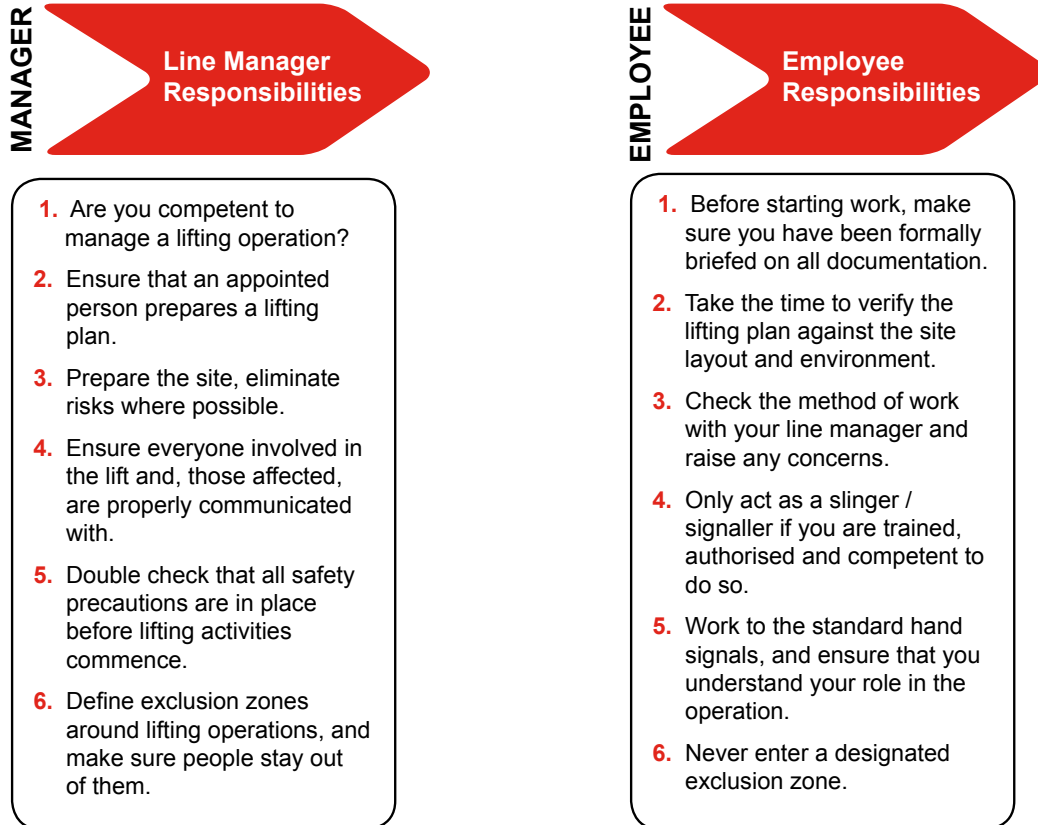 MANAGER
Line Manager
Responsibilities
1. Are you competent to
manage a lifting operation?
2. Ensure that an appointed
person prepares a lifting
plan.
3. Prepare the site, eliminate
risks where possible.
4. Ensure everyone involved in
the lift and, those affected,
are properly communicated
with.
5. Double check that all safety
precautions are in place
before lifting activities
commence.
6. Define exclusion zones
around lifting operations, and
make sure people stay out
of them.
EMPLOYEE
Employee
Responsibilities
1. Before starting work, make
sure you have been formally
briefed on all documentation.
2. Take the time to verify the
lifting plan against the site
layout and environment.
3. Check the method of work
with your line manager and
raise any concerns.
4. Only act as a slinger /
signaller if you are trained,
authorised and competent to
do so.
5. Work to the standard hand
signals, and ensure that you
understand your role in the
operation.
6. Never enter a designated
exclusion zone.